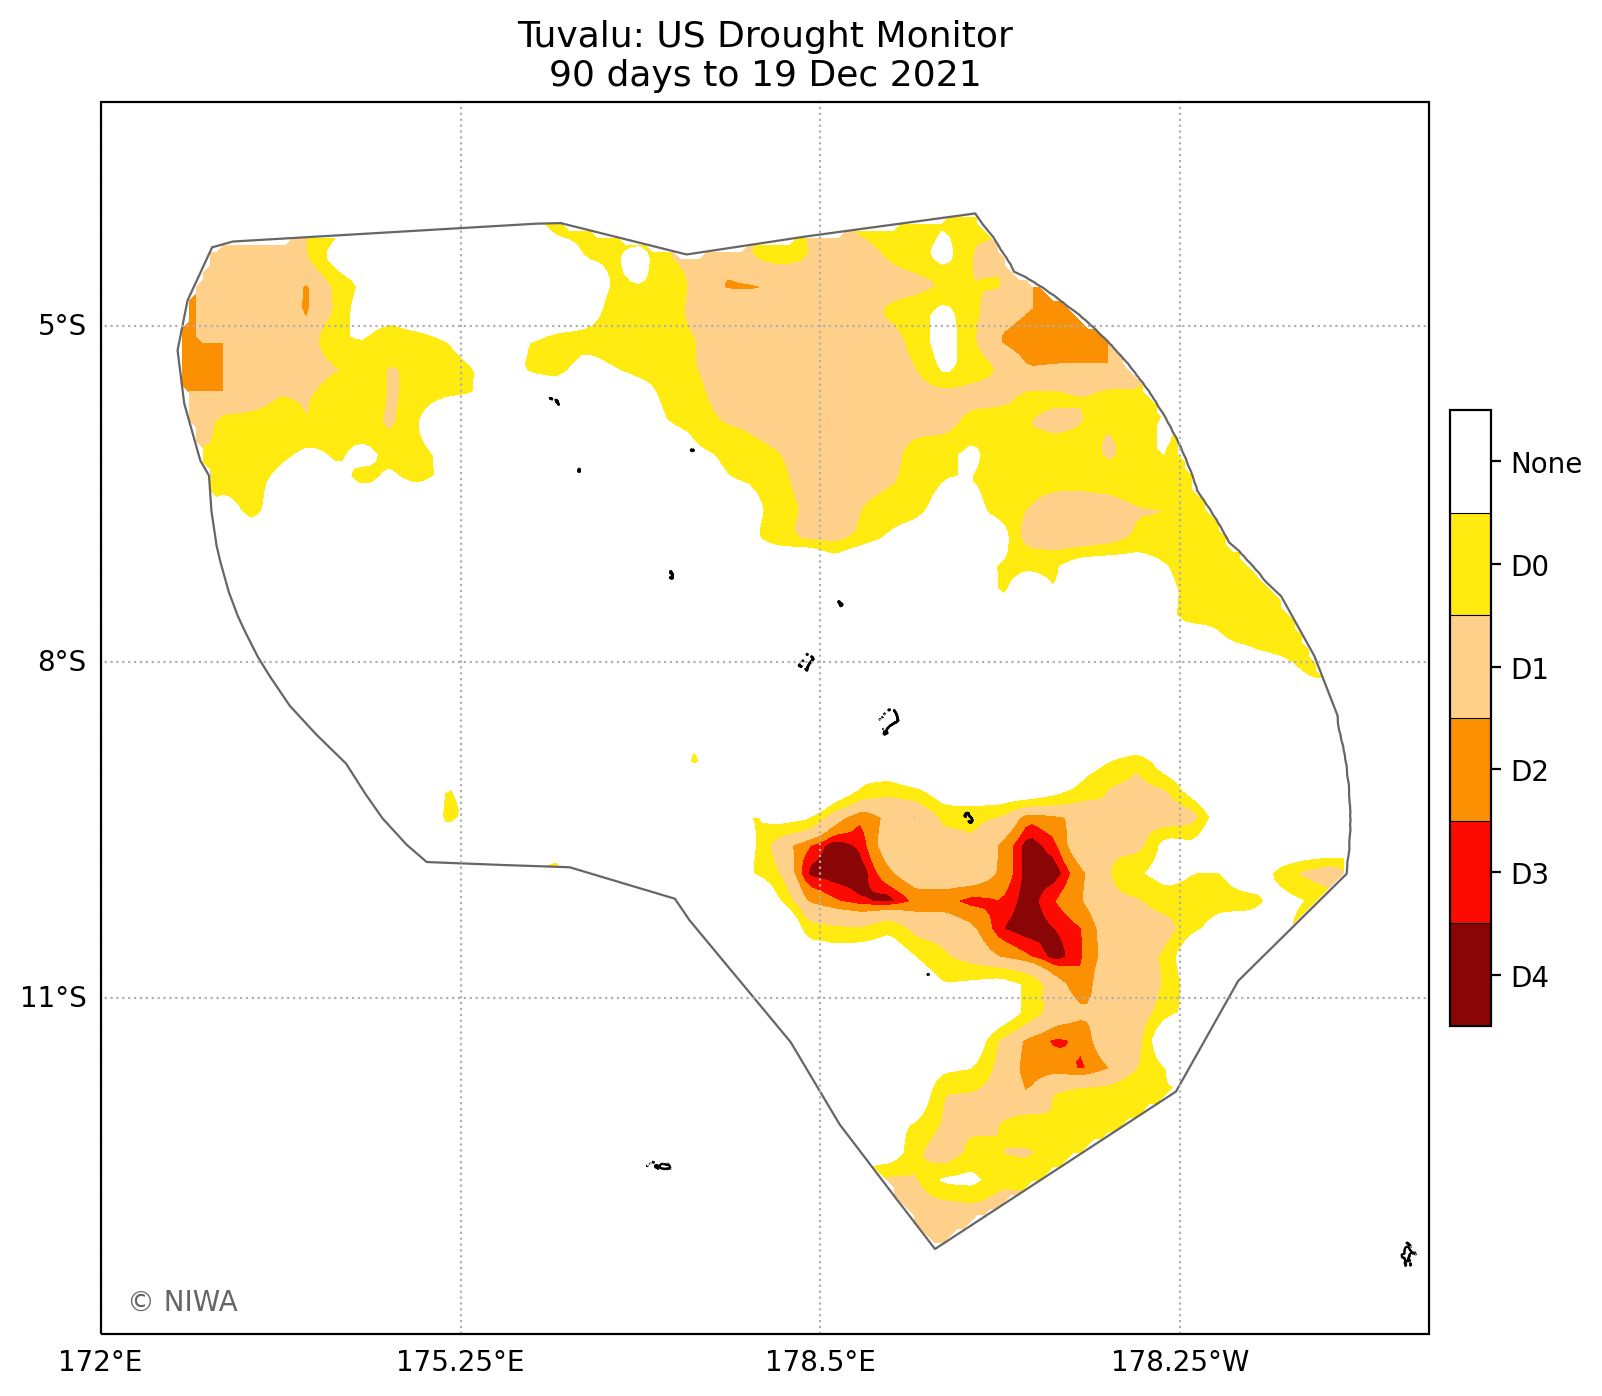 Tuvalu: US Drought Monitor
90 days to 19 Dec 2021
5°S
8°S
11°S
172°E
175.25°E
178.5°E
178.25°W
None
D0
D1
D2
D3
D4
© NIWA